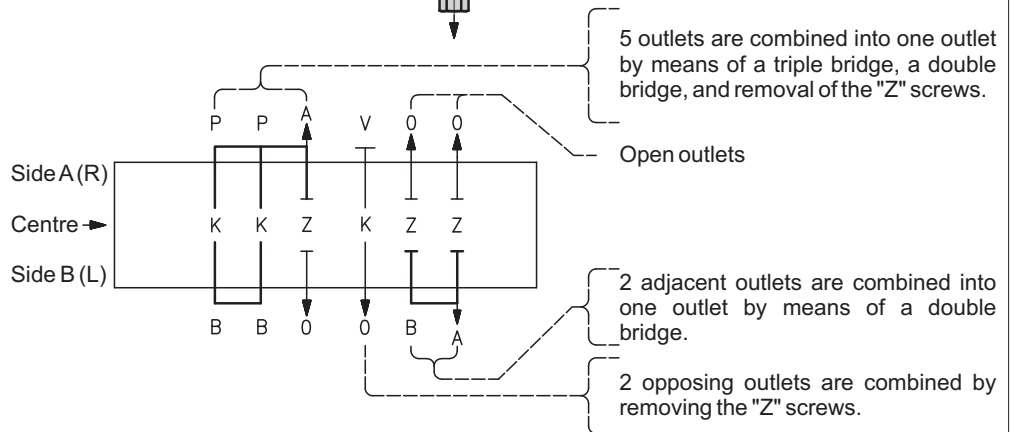 5 outlets are combined into one outlet
by means of a triple bridge, a double
bridge, and removal of the "Z" screws.
P P A V 0 0
Open outlets
Side A (R)
Centre K K Z K Z Z
Side B (L)
2 adjacent outlets are combined into
one outlet by means of a double
bridge.
B B 0 0 B A
2 opposing outlets are combined by
removing the "Z" screws.